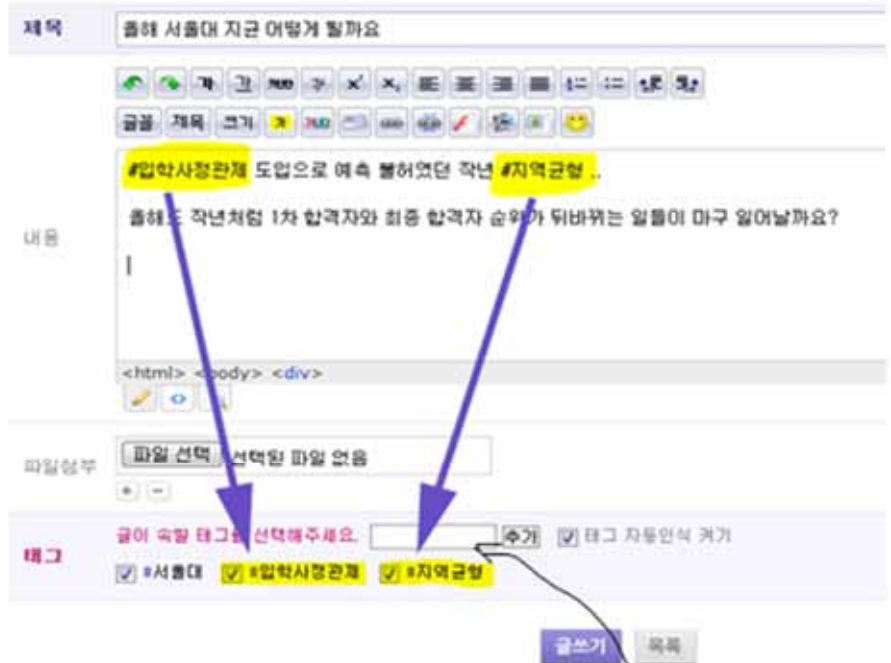 제목 올해 서울대 지균 어떻게 될까요
글꼴 제목 크기
#입학사정관제 도입으로 예측 불허였던 작년 #지역균형 ..
내용
올해도 작년처럼 1차 합격자와 최종 합격자 순위가 뒤바뀌는 일들이 마구 일어날까요?
<html> <body> <div>
파일첨부 파일 선택 선택된 파일 없음
글이 속할 태그를 선택해주세요. 추가 태그 자동인식 켜기
태그
#서울대 #입학사정관제 #지역균형
글쓰기 목록